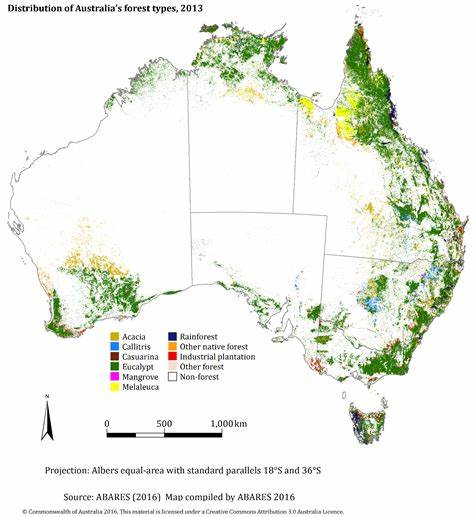 Distribution of Australia's forest types, 2013
Acacia
Callitris
Casuarina
Eucalypt
Mangrove
Melaleuca
Rainforest
Other native forest
Industrial plantation
Other forest
Non-forest
N
0 500 1,000 km
Projection: Albers equal-area with standard parallels 18°S and 36°S
Source: ABARES (2016) Map compiled by ABARES 2016
© Commonwealth of Australia 2016. This material is licensed under a Creative Commons Attribution 3.0 Australia Licence.